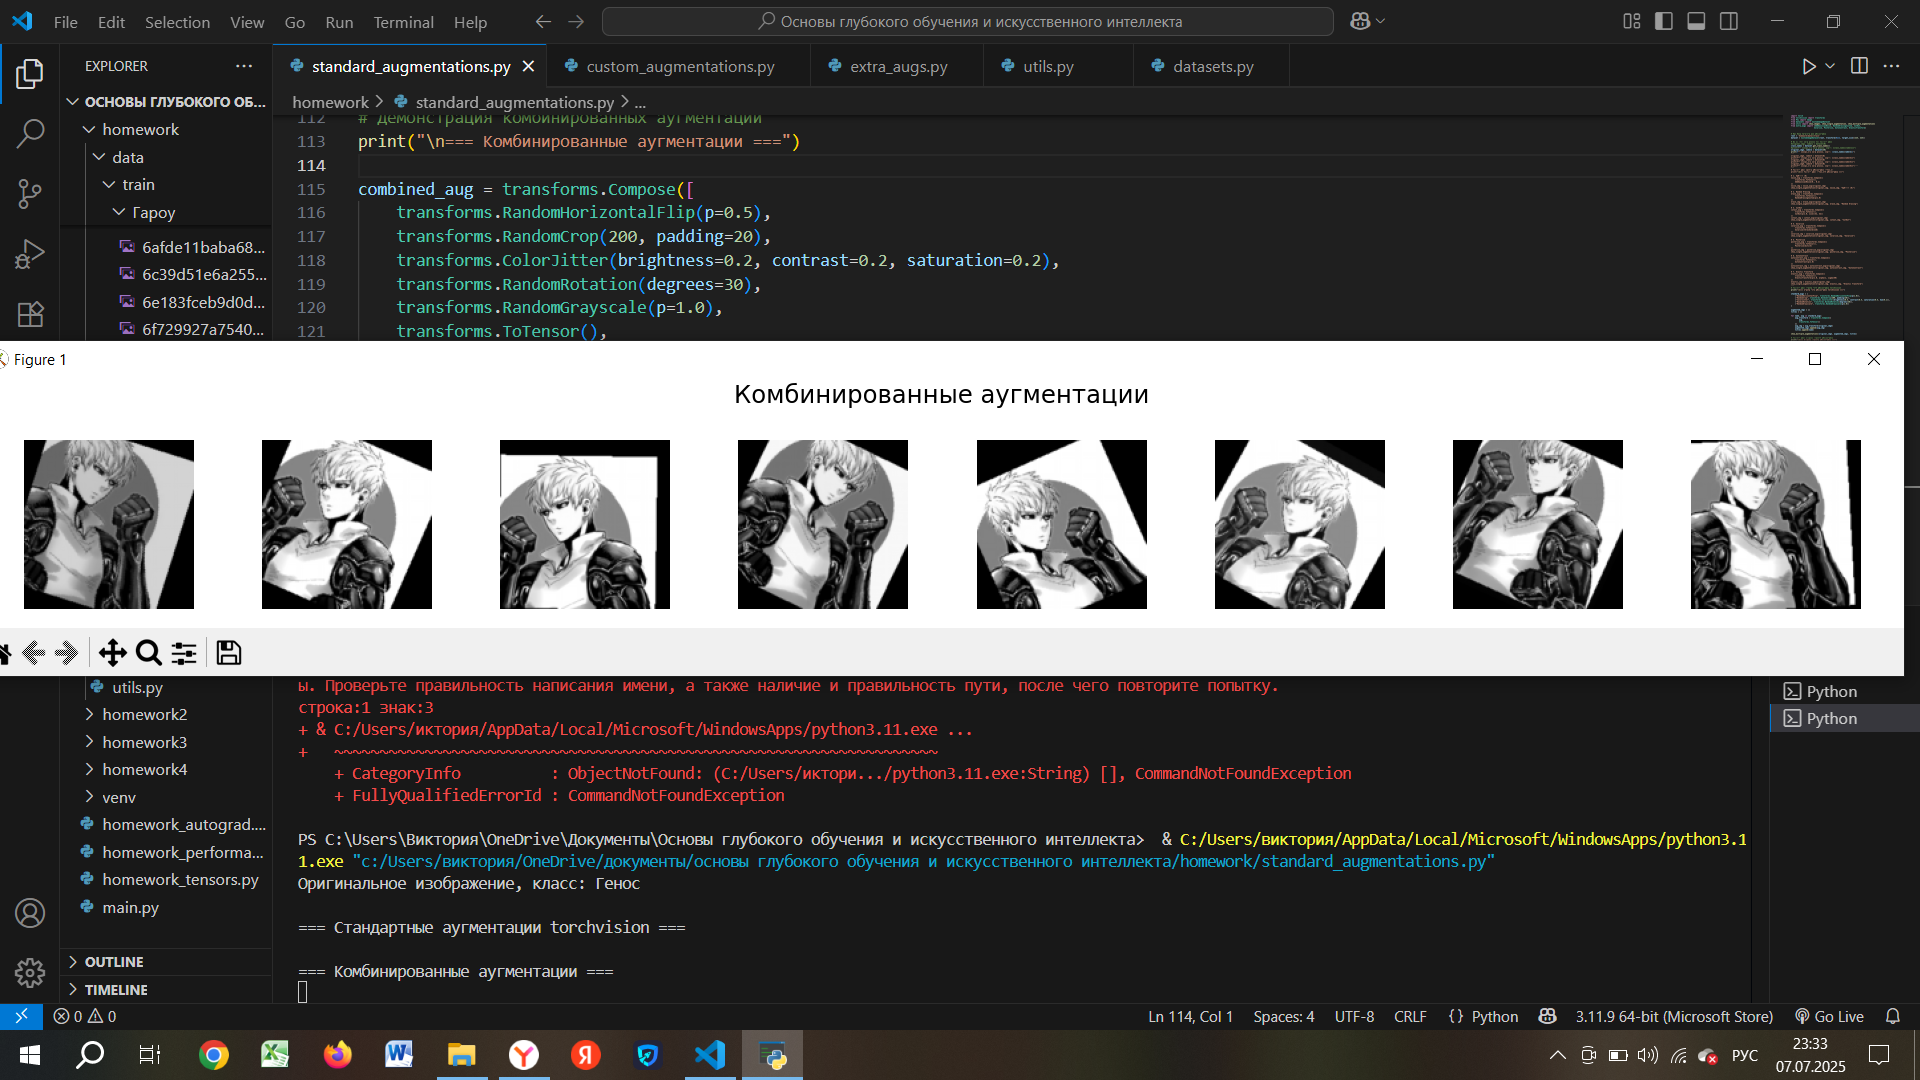 File Edit Selection View Go Run Terminal Help
Основы глубокого обучения и искусственного интеллекта
EXPLORER
standard_augmentations.py
custom_augmentations.py
extra_augs.py
utils.py
datasets.py
ОСНОВЫ ГЛУБОКОГО ОБ...
homework > standard_augmentations.py > ...
homework
data
train
Гароу
6afde11baba68...
6c39d51e6a255...
6e183fceb9d0d...
6f729927a7540...
112 # Демонстрация комбинированных аугментаций
113 print("\n=== Комбинированные аугментации ===")
114
115 combined_aug = transforms.Compose([
116 transforms.RandomHorizontalFlip(p=0.5),
117 transforms.RandomCrop(200, padding=20),
118 transforms.ColorJitter(brightness=0.2, contrast=0.2, saturation=0.2),
119 transforms.RandomRotation(degrees=30),
120 transforms.RandomGrayscale(p=1.0),
121 transforms.ToTensor(),
Figure 1
Комбинированные аугментации
utils.py
homework2
homework3
homework4
venv
homework_autograd....
homework_performa...
homework_tensors.py
main.py
OUTLINE
TIMELINE
ы. Проверьте правильность написания имени, а также наличие и правильность пути, после чего повторите попытку.
строка:1 знак:3
+ & C:/Users/иктория/AppData/Local/Microsoft/WindowsApps/python3.11.exe ...
+ ~~~~~~~~~~~~~~~~~~~~~~~~~~~~~~~~~~~~~~~~~~~~~~~~~~~~~~~~~~~~~~~~~~~
+ CategoryInfo : ObjectNotFound: (C:/Users/иктори.../python3.11.exe:String) [], CommandNotFoundException
+ FullyQualifiedErrorId : CommandNotFoundException
PS C:\Users\Виктория\OneDrive\Документы\Основы глубокого обучения и искусственного интеллекта> & C:/Users/виктория/AppData/Local/Microsoft/WindowsApps/python3.1
1.exe "c:/Users/виктория/OneDrive/документы/основы глубокого обучения и искусственного интеллекта/homework/standard_augmentations.py"
Оригинальное изображение, класс: Генос
=== Стандартные аугментации torchvision ===
=== Комбинированные аугментации ===
Python
Python
0 0
Ln 114, Col 1 Spaces: 4 UTF-8 CRLF {} Python 3.11.9 64-bit (Microsoft Store) Go Live
РУС
23:33
07.07.2025